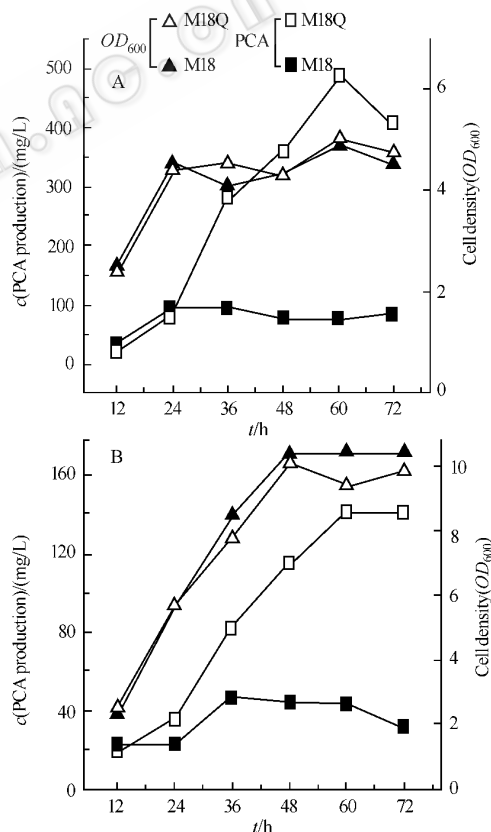 OD600 M18Q PCA M18Q
M18 M18
A
500
400
300
200
100
0
c(PCA production)/(mg/L)
6
4
2
0
Cell density(OD600)
12 24 36 48 60 72
t/h
B
160
120
80
40
0
c(PCA production)/(mg/L)
10
8
6
4
2
0
Cell density(OD600)
12 24 36 48 60 72
t/h